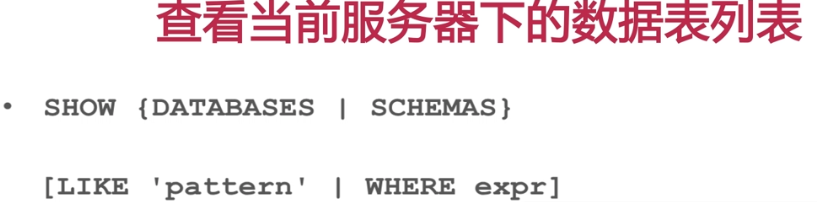 查看当前服务器下的数据表列表
• SHOW {DATABASES | SCHEMAS}
[LIKE 'pattern' | WHERE expr]